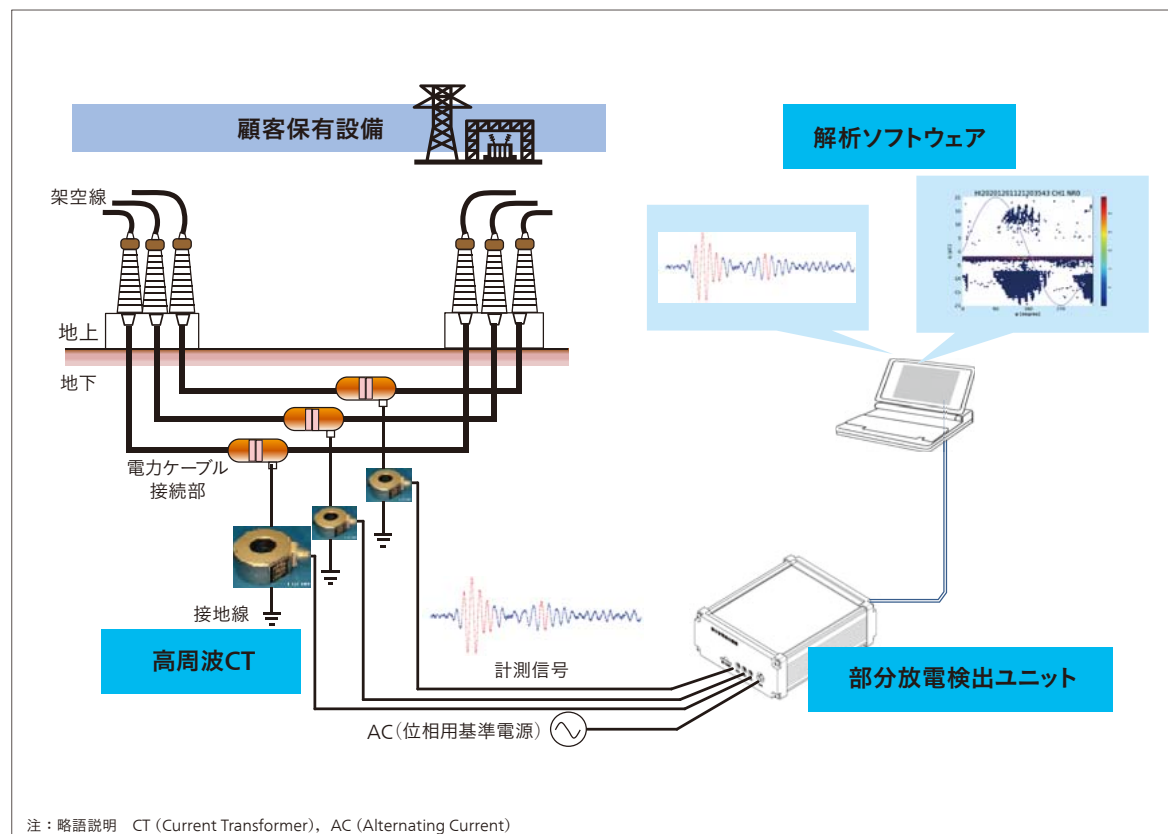 顧客保有設備
解析ソフトウェア
架空線
HI20201201121203543 CH1 NR0
地上
地下
電力ケーブル
接続部
接地線
高周波CT
計測信号
部分放電検出ユニット
AC(位相用基準電源)
注：略語説明　CT (Current Transformer)，AC (Alternating Current)